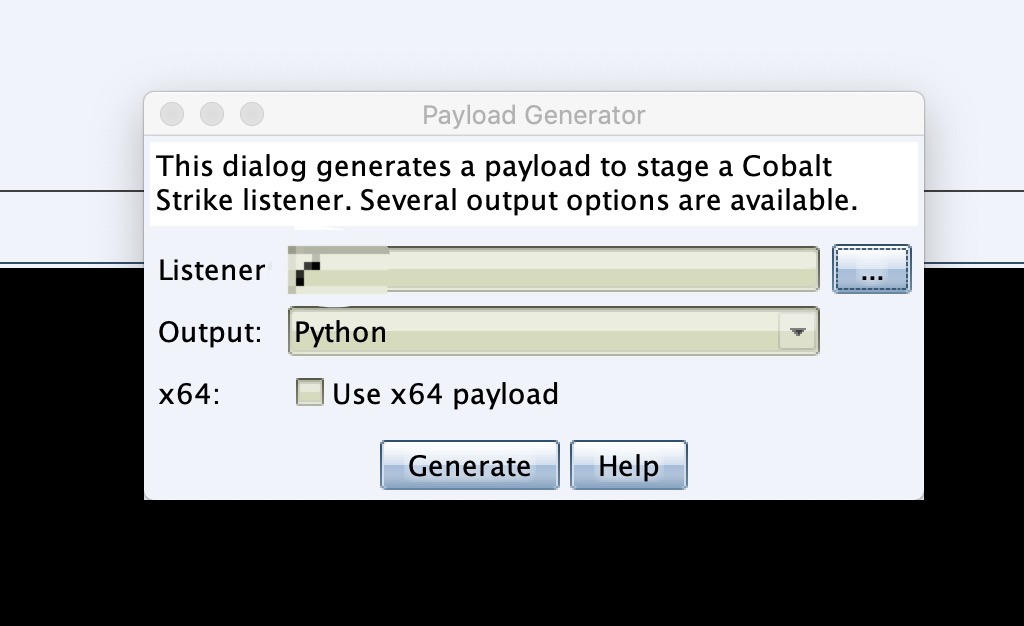 Payload Generator
This dialog generates a payload to stage a Cobalt
Strike listener. Several output options are available.
Listener
...
Output: Python
x64: Use x64 payload
Generate Help